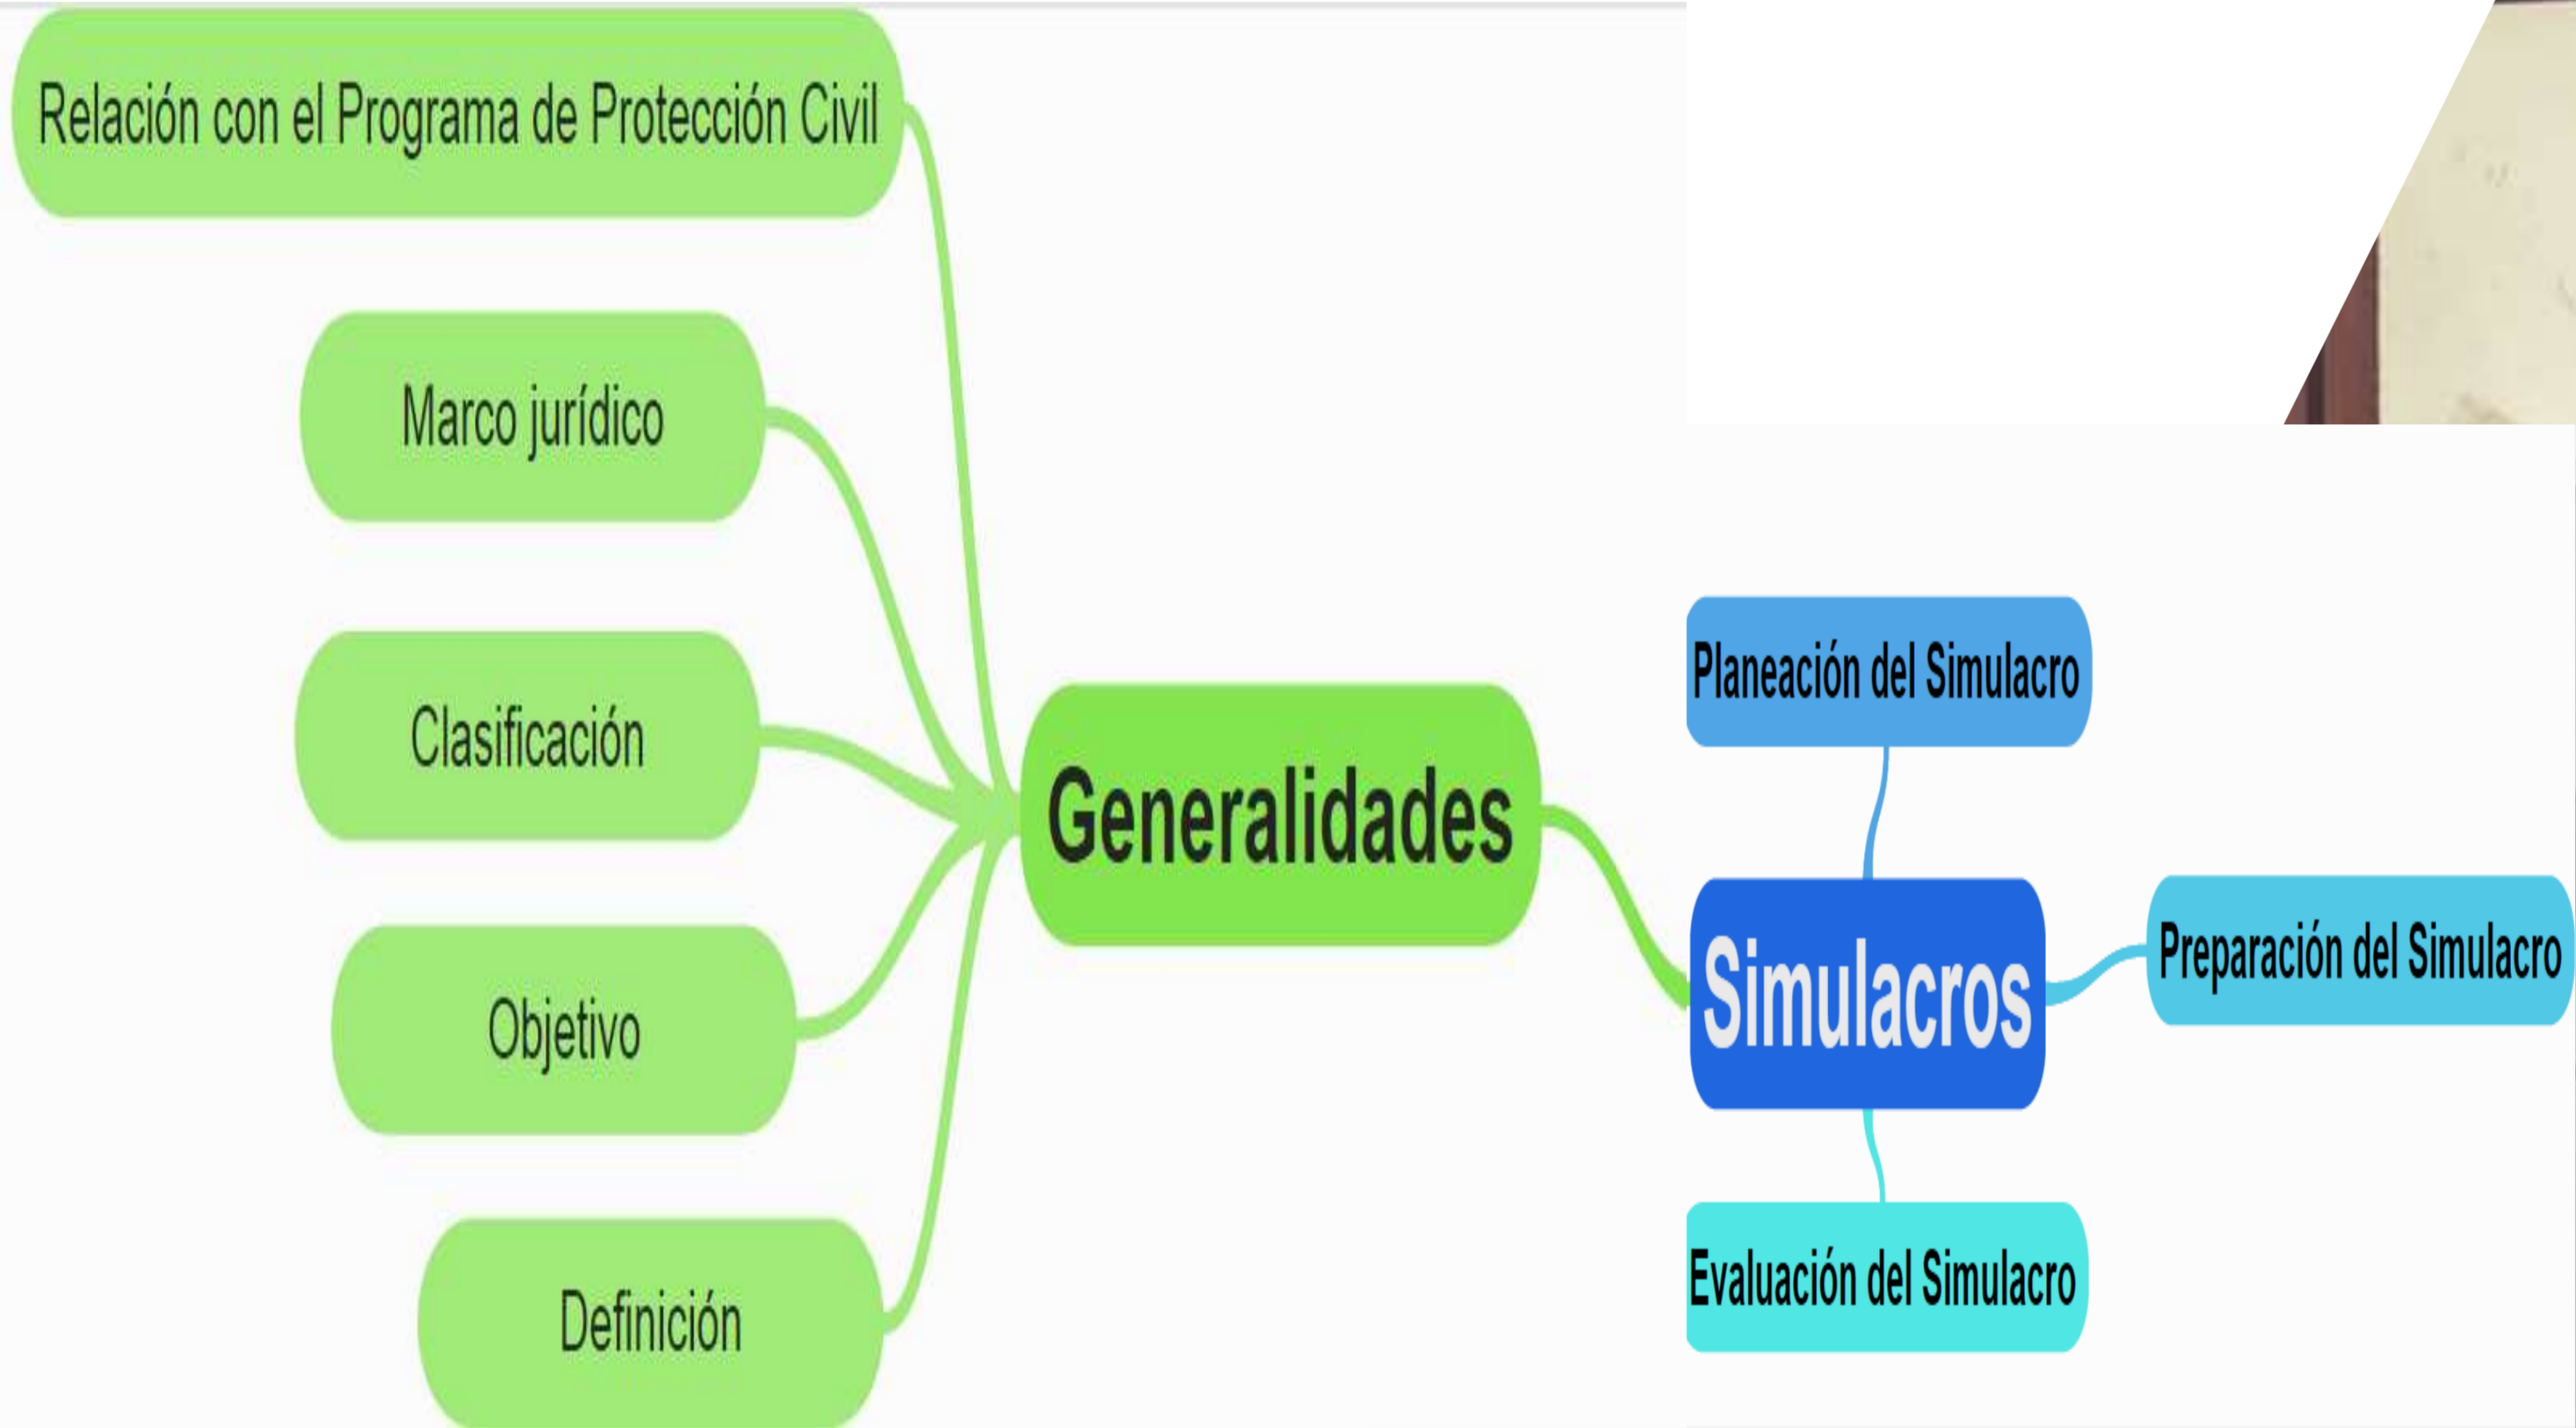 Relación con el Programa de Protección Civil
Marco jurídico
Clasificación
Objetivo
Definición
Generalidades
Planeación del Simulacro
Simulacros
Preparación del Simulacro
Evaluación del Simulacro